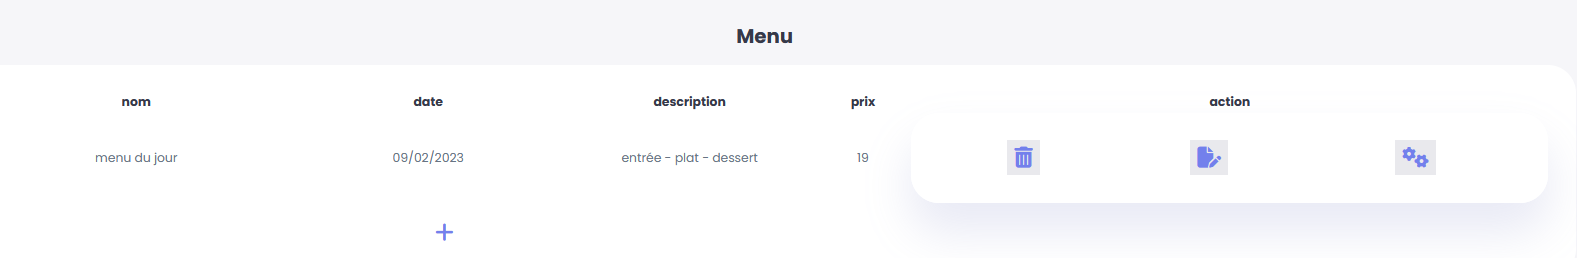 Menu
nom date description prix action
menu du jour 09/02/2023 entrée - plat - dessert 19